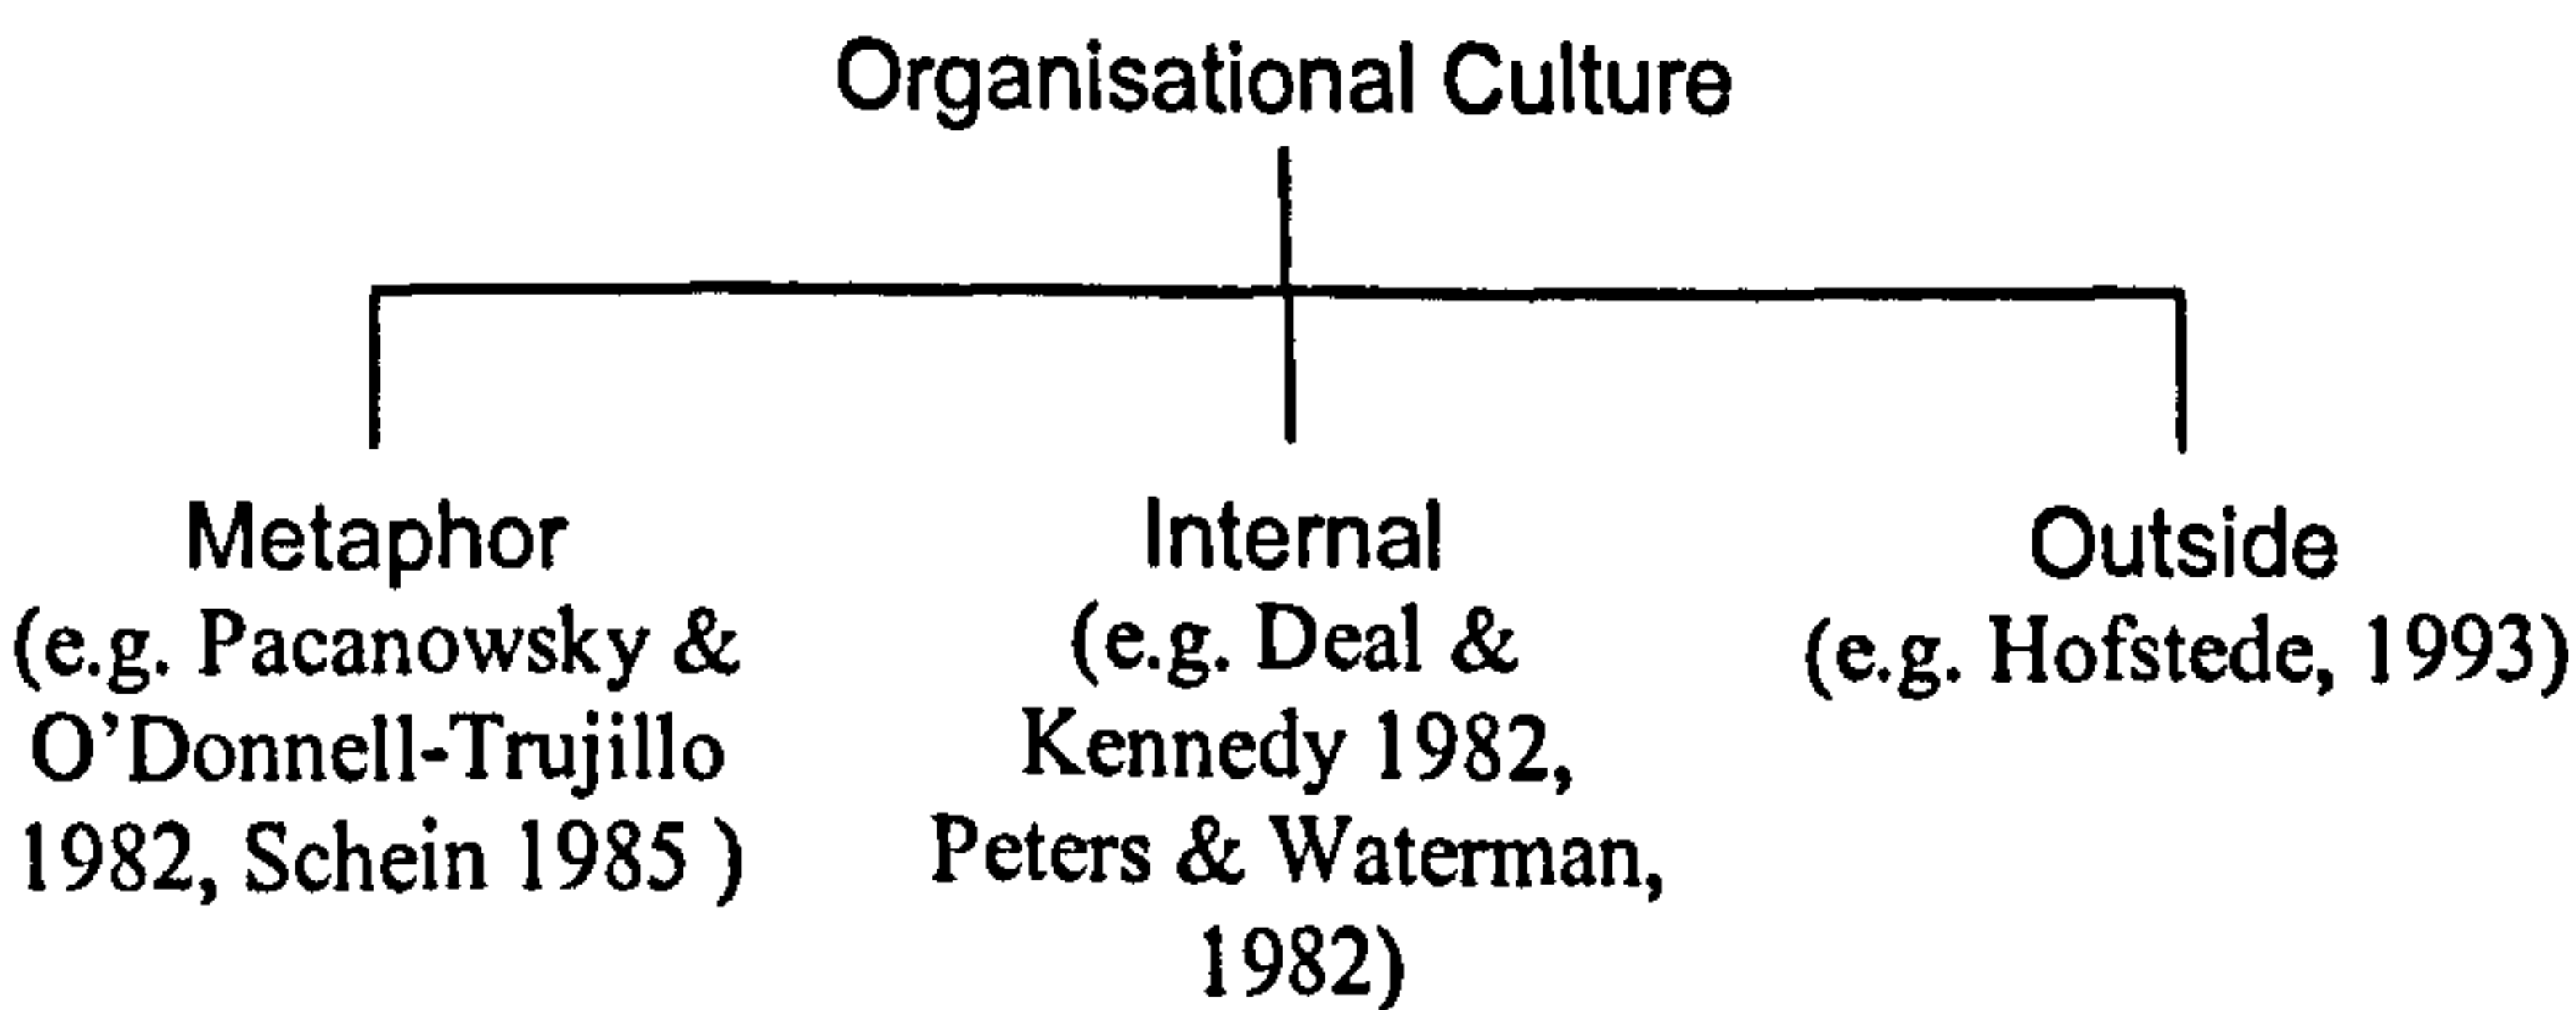 Organisational Culture
Metaphor
(e.g. Pacanowsky &
O'Donnell-Trujillo
1982, Schein 1985 )
Internal
(e.g. Deal &
Kennedy 1982,
Peters & Waterman,
1982)
Outside
(e.g. Hofstede, 1993)